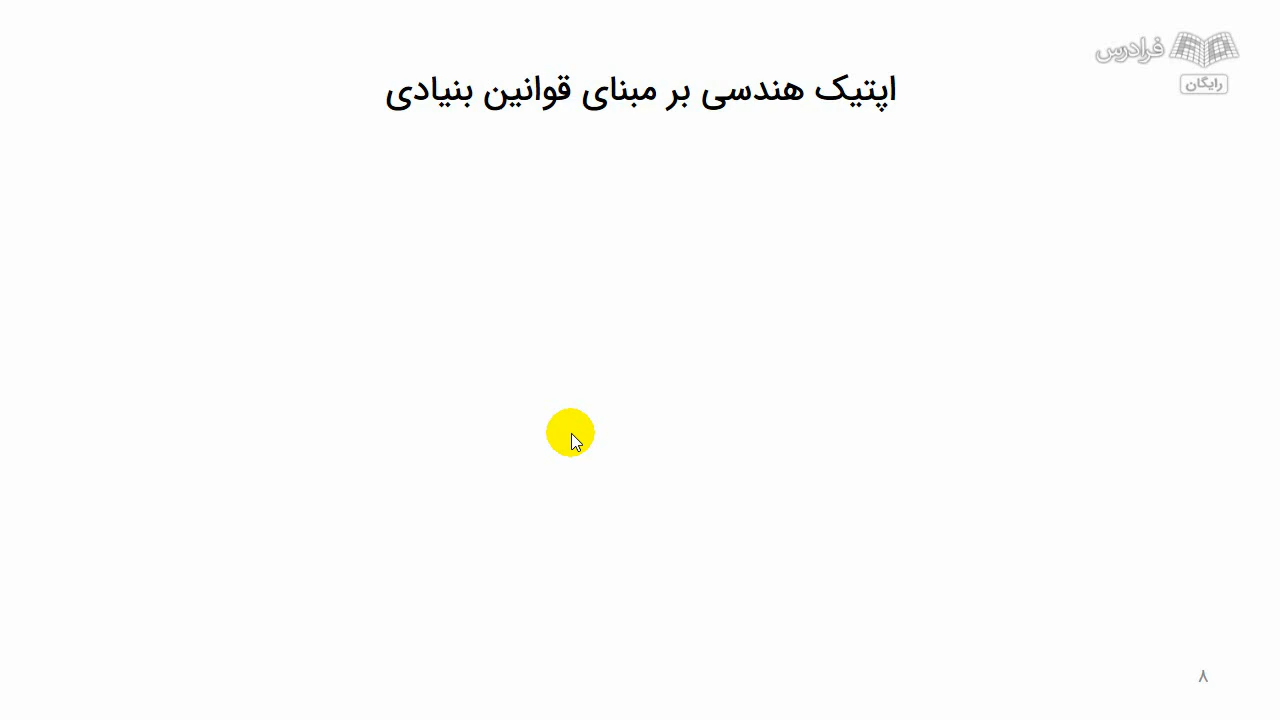 فرادرس
رایگان
اپتیک هندسی بر مبنای قوانین بنیادی
۸